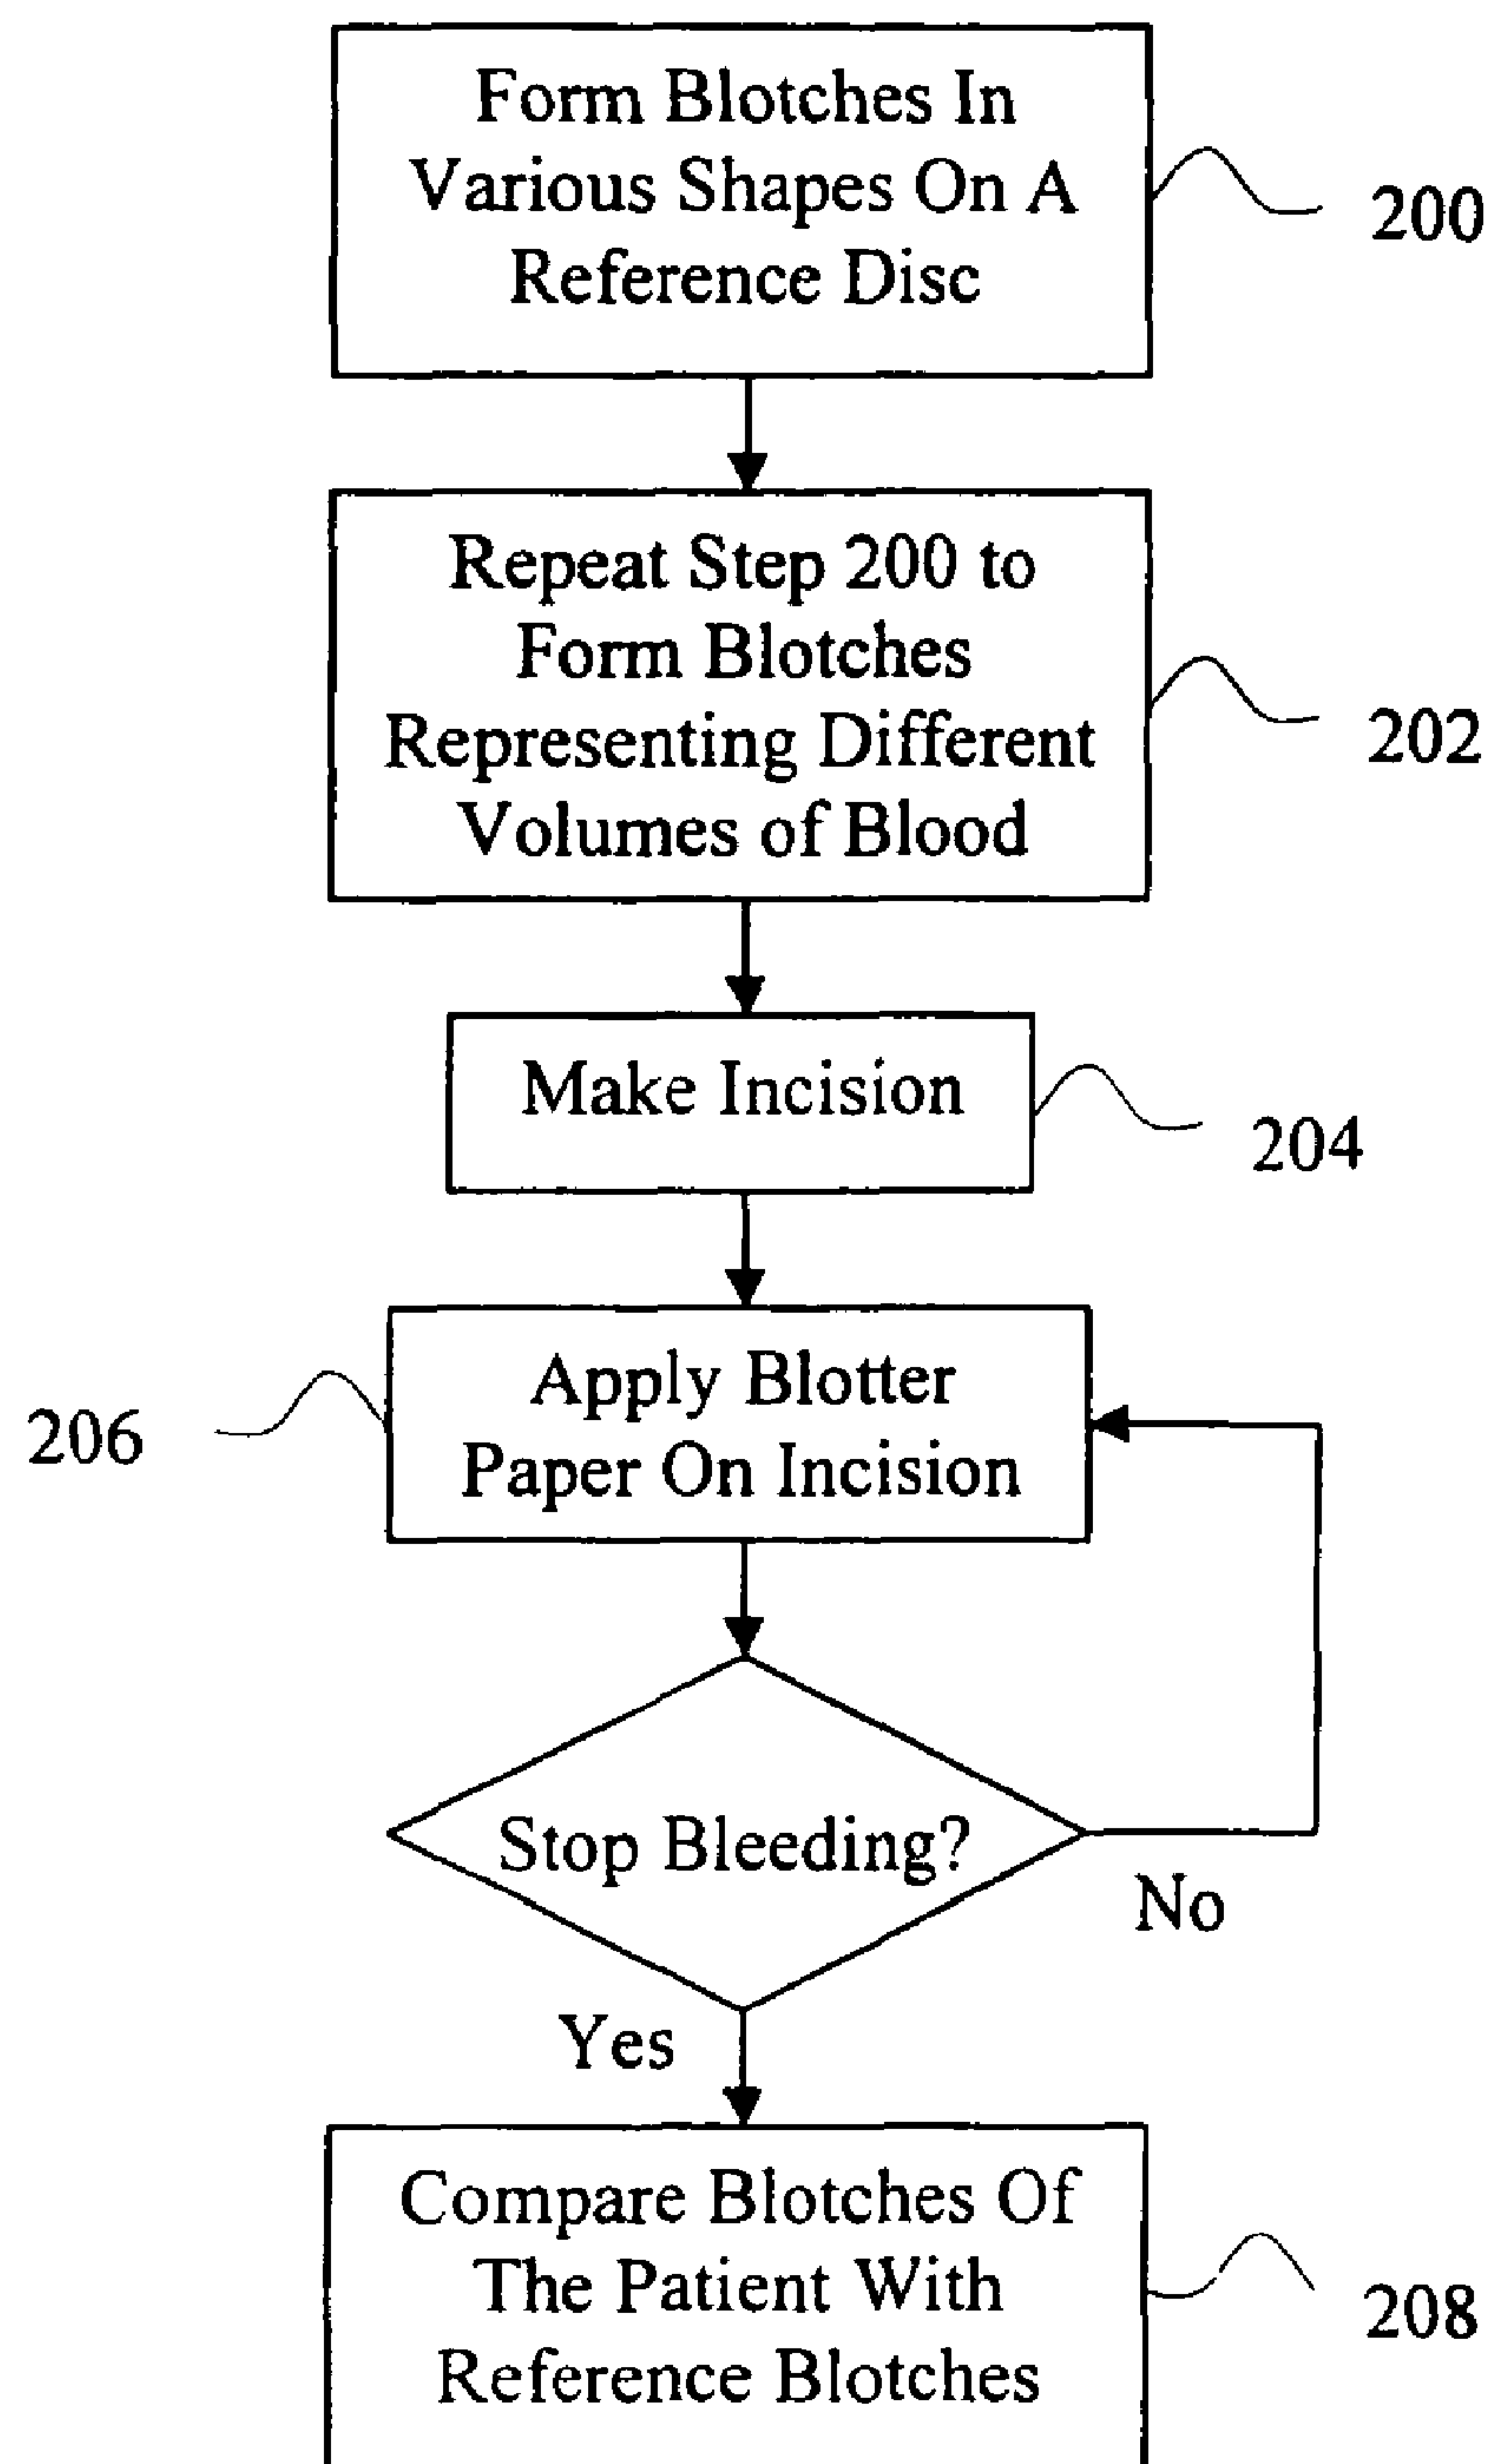 Form Blotches In
Various Shapes On A
Reference Disc
200
Repeat Step 200 to
Form Blotches
Representing Different
Volumes of Blood
202
Make Incision
204
Apply Blotter
Paper On Incision
206
Stop Bleeding?
No
Yes
Compare Blotches Of
The Patient With
Reference Blotches
208